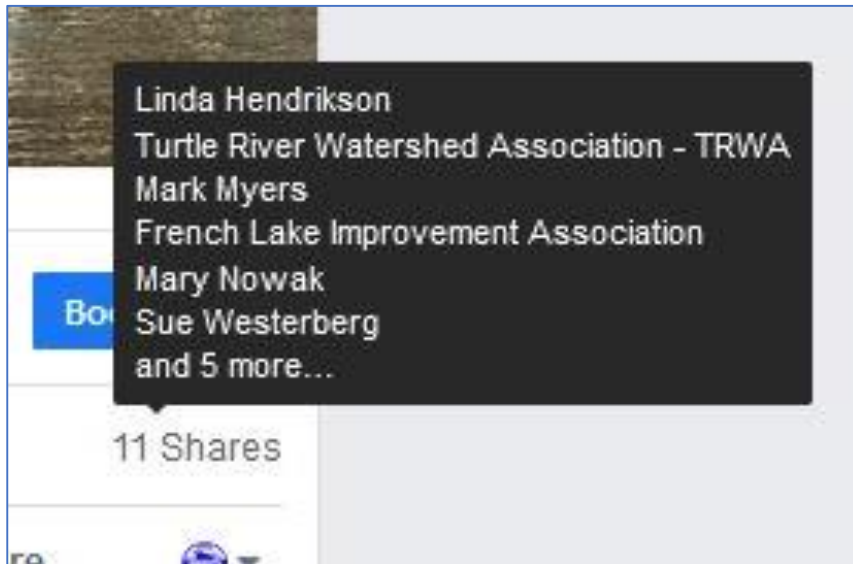 Linda Hendrikson
Turtle River Watershed Association - TRWA
Mark Myers
French Lake Improvement Association
Mary Nowak
Sue Westerberg
and 5 more...
11 Shares